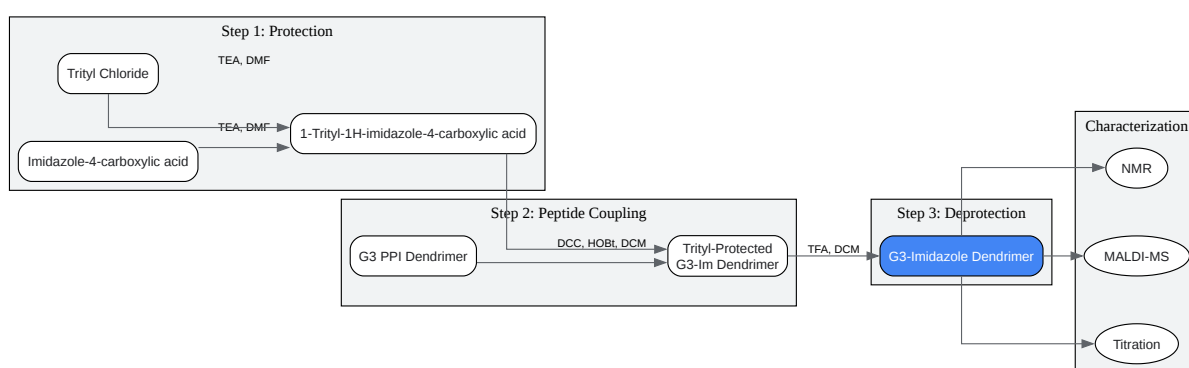 Step 1: Protection
TEA, DMF
Trityl Chloride
TEA, DMF
1-Trityl-1H-imidazole-4-carboxylic acid
Imidazole-4-carboxylic acid
Step 2: Peptide Coupling
DCC, HOBt, DCM
G3 PPI Dendrimer
Trityl-Protected
G3-Im Dendrimer
TFA, DCM
Step 3: Deprotection
G3-Imidazole Dendrimer
Characterization
NMR
MALDI-MS
Titration